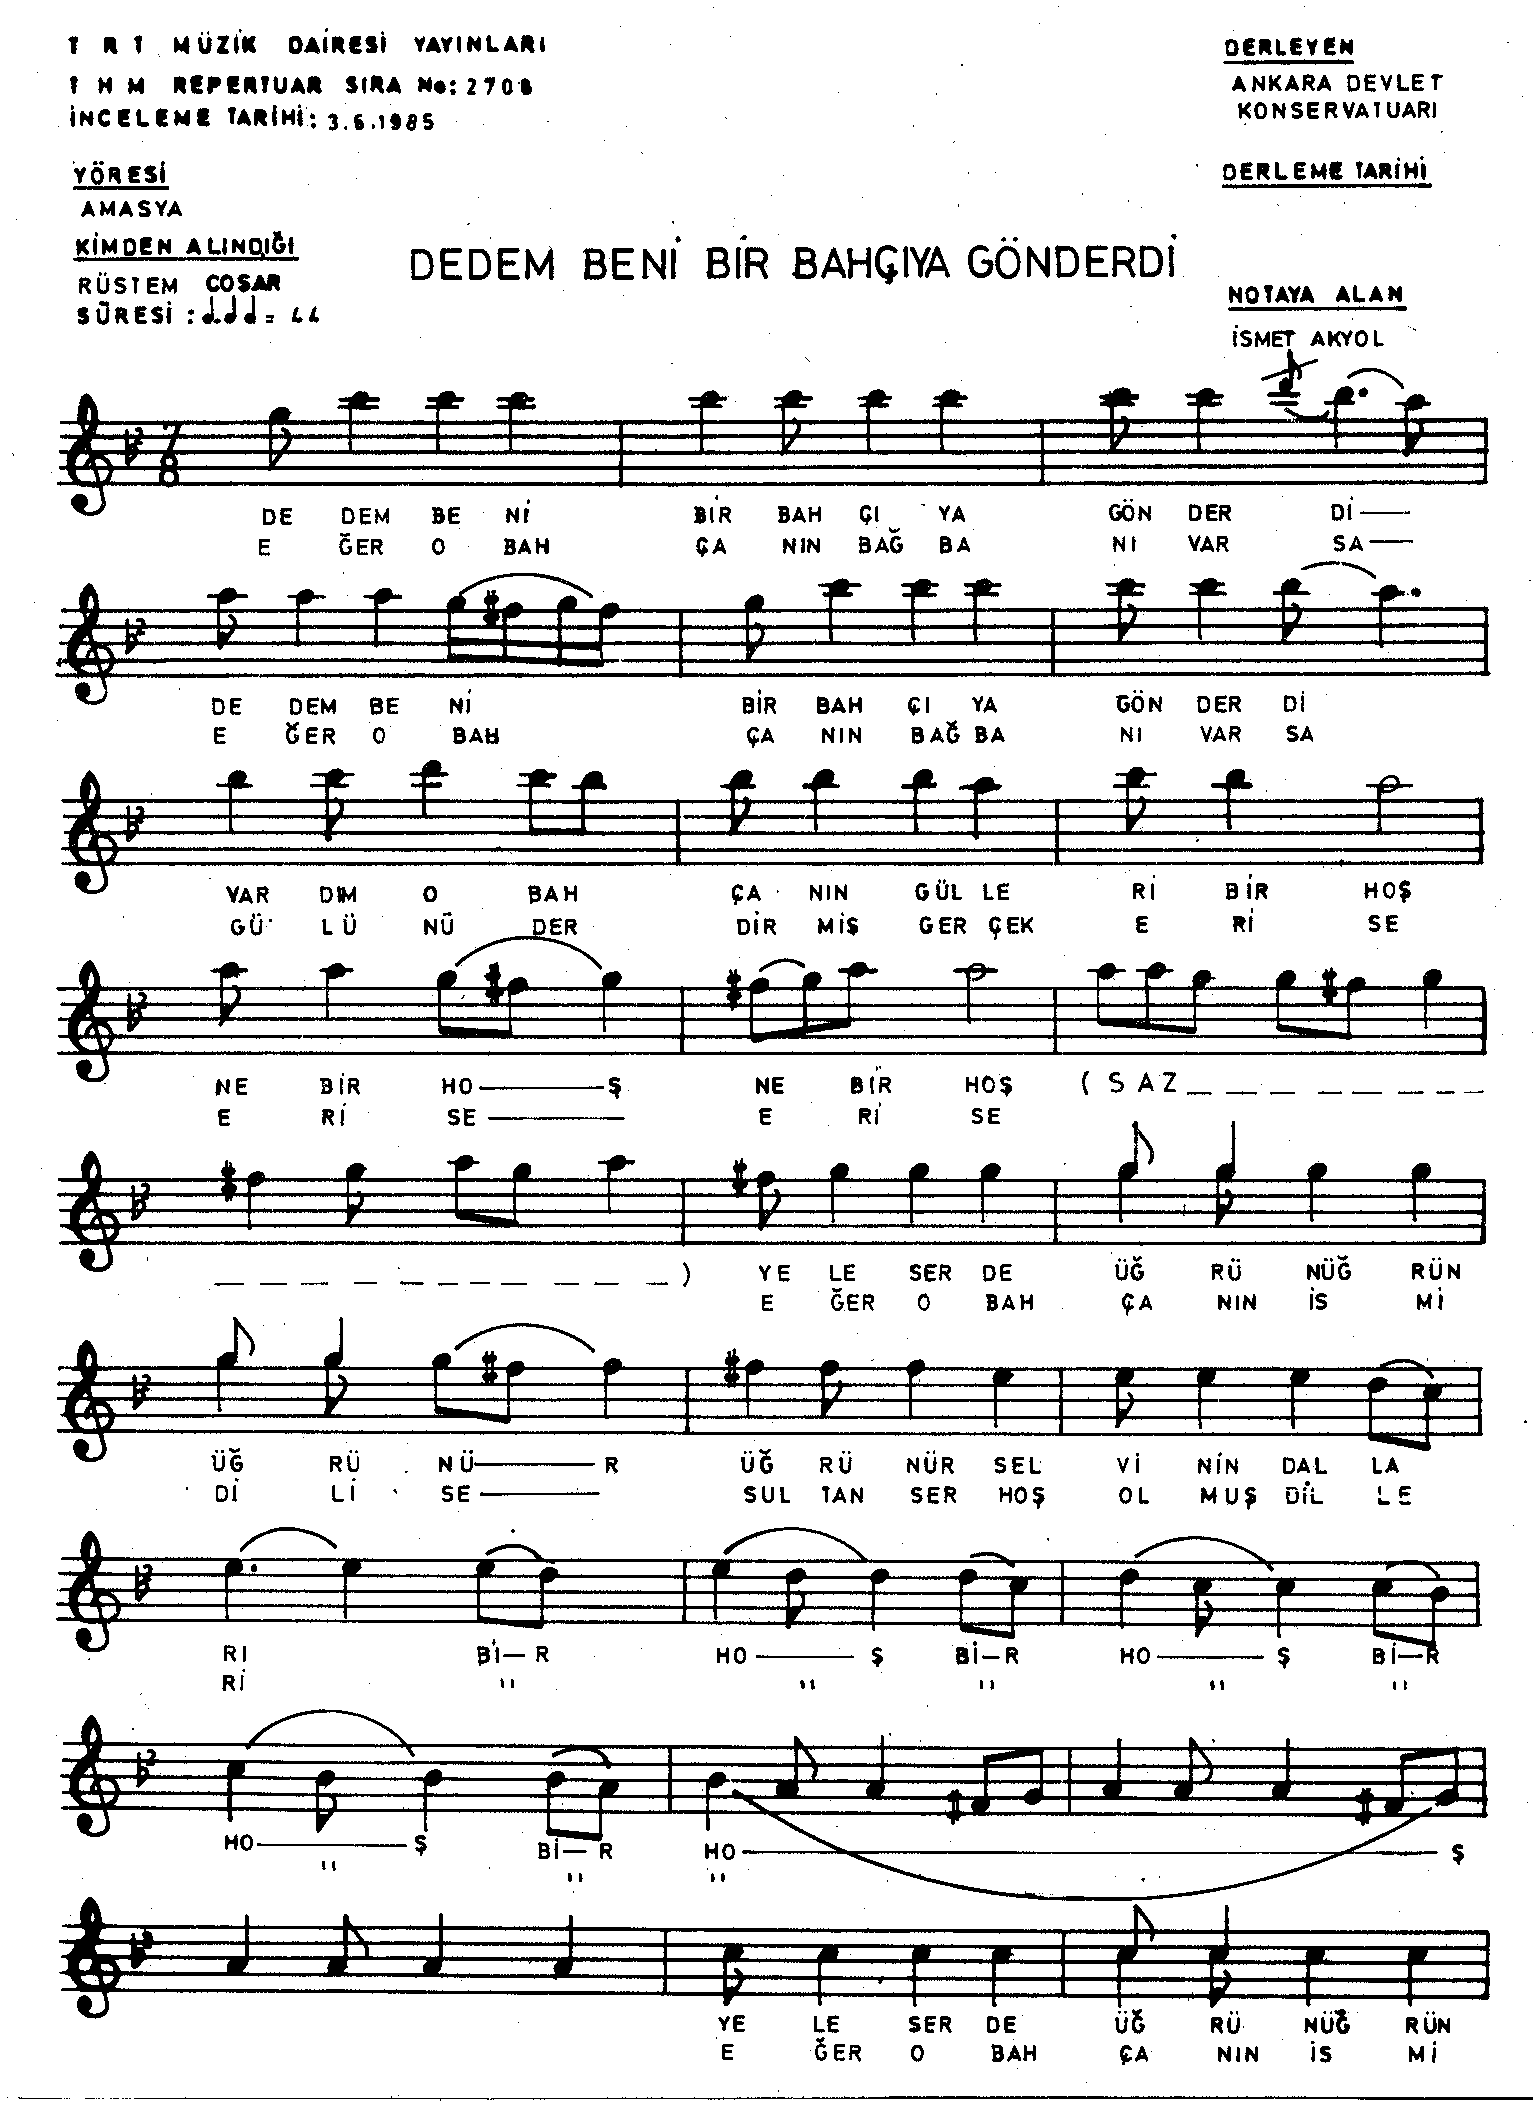 TRT MÜZİK DAİRESİ YAYINLARI
THM REPERTUAR SIRA No: 2708
İNCELEME TARİHİ: 3.6.1985
DERLEYEN
ANKARA DEVLET
KONSERVATUARI
DERLEME TARİHİ
YÖRESİ
AMASYA
KİMDEN ALINDIĞI
RÜSTEM COŞAR
SÜRESİ :
DEDEM BENİ BİR BAHÇIYA GÖNDERDİ
NOTAYA ALAN
İSMET AKYOL
7
8
DE DEM BE Nİ BİR BAH ÇI YA GÖN DER Dİ—
E ĞER O BAH ÇA NIN BAĞ BA NI VAR SA—
DE DEM BE Nİ BİR BAH ÇI YA GÖN DER Dİ
E ĞER O BAH ÇA NIN BAĞ BA NI VAR SA
VAR DIM O BAH ÇA NIN GÜL LE Rİ BİR HOŞ
GÜ LÜ NÜ DER DİR MİŞ GER ÇEK E Rİ SE
NE BİR HO—Ş NE BİR HOŞ ( SAZ _ _ _ _ _ _ _
E Rİ SE— E Rİ SE
_ _ _ _ _ _ _ _ _ _ ) YE LE SER DE ÜĞ RÜ NÜĞ RÜN
E ĞER O BAH ÇA NIN İS Mİ
ÜĞ RÜ NÜ—R ÜĞ RÜ NÜR SEL Vİ NİN DAL LA
Dİ Lİ SE— SUL TAN SER HOŞ OL MUŞ DİL LE
RI Bİ—R HO—Ş Bİ—R HO—Ş Bİ—R
Rİ " " " " "
HO—Ş Bİ—R HO—Ş
" " "
YE LE SER DE ÜĞ RÜ NÜĞ RÜN
E ĞER O BAH ÇA NIN İS Mİ